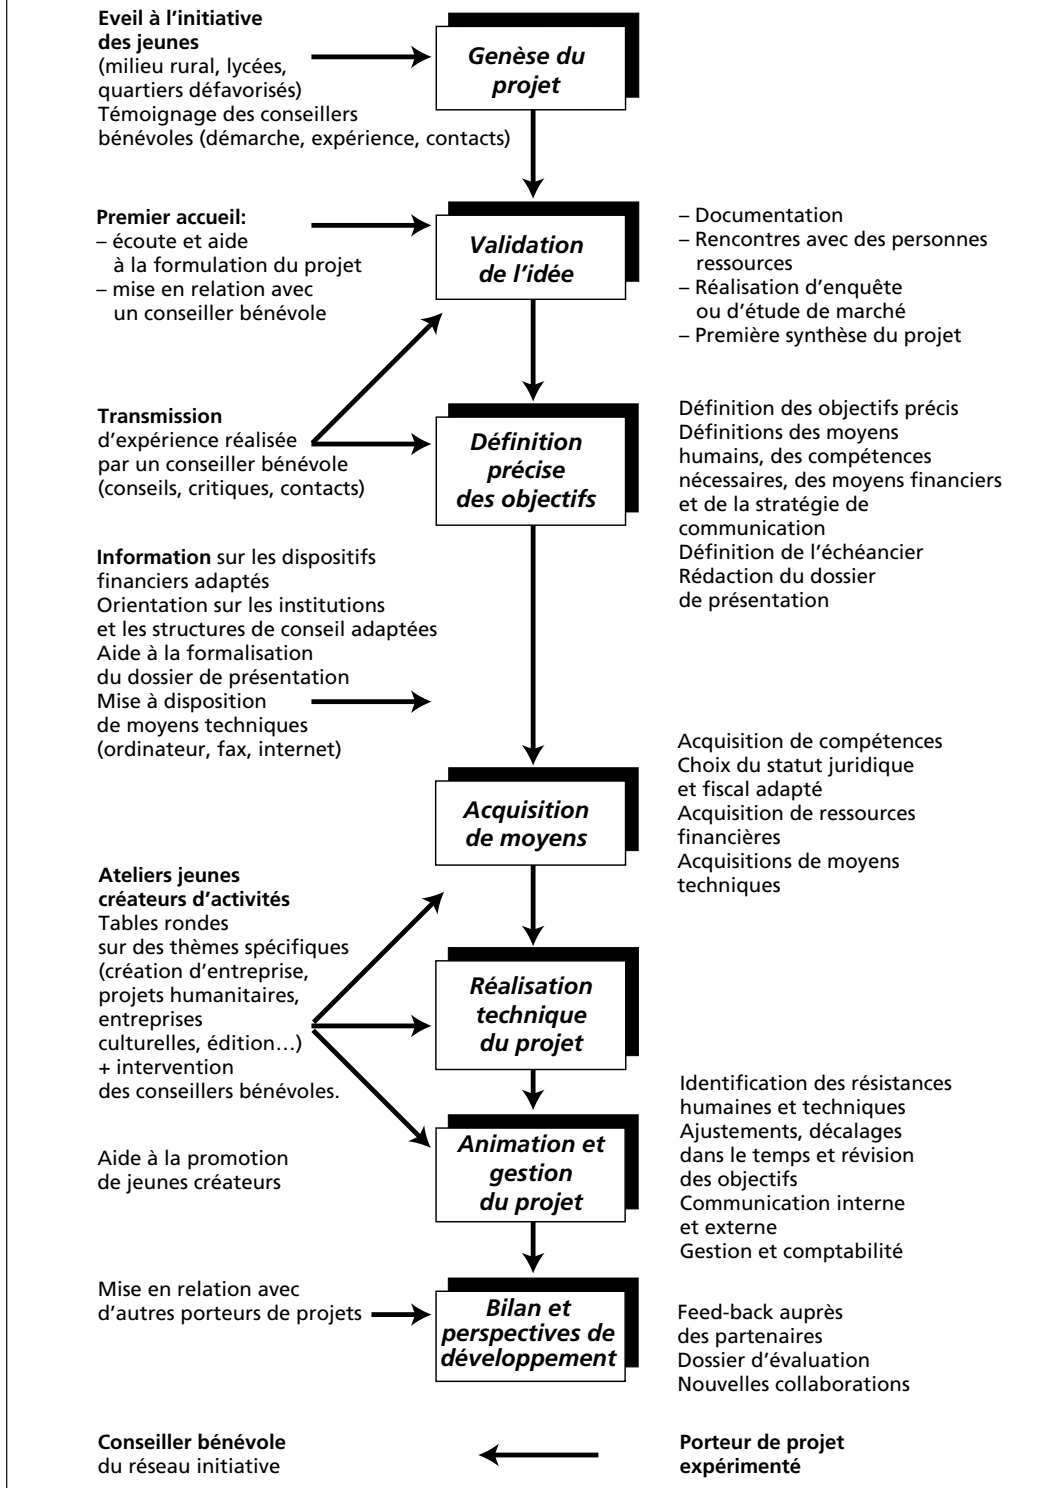 Eveil à l’initiative
des jeunes
(milieu rural, lycées,
quartiers défavorisés)
Témoignage des conseillers
bénévoles (démarche, expérience, contacts)
Genèse du
projet
Premier accueil:
– écoute et aide
à la formulation du projet
– mise en relation avec
un conseiller bénévole
Validation
de l’idée
– Documentation
– Rencontres avec des personnes
ressources
– Réalisation d’enquête
ou d’étude de marché
– Première synthèse du projet
Transmission
d’expérience réalisée
par un conseiller bénévole
(conseils, critiques, contacts)
Définition
précise
des objectifs
Définition des objectifs précis
Définitions des moyens
humains, des compétences
nécessaires, des moyens financiers
et de la stratégie de
communication
Définition de l’échéancier
Rédaction du dossier
de présentation
Information sur les dispositifs
financiers adaptés
Orientation sur les institutions
et les structures de conseil adaptées
Aide à la formalisation
du dossier de présentation
Mise à disposition
de moyens techniques
(ordinateur, fax, internet)
Acquisition
de moyens
Acquisition de compétences
Choix du statut juridique
et fiscal adapté
Acquisition de ressources
financières
Acquisitions de moyens
techniques
Ateliers jeunes
créateurs d’activités
Tables rondes
sur des thèmes spécifiques
(création d’entreprise,
projets humanitaires,
entreprises
culturelles, édition…)
+ intervention
des conseillers bénévoles.
Réalisation
technique
du projet
Aide à la promotion
de jeunes créateurs
Animation et
gestion
du projet
Identification des résistances
humaines et techniques
Ajustements, décalages
dans le temps et révision
des objectifs
Communication interne
et externe
Gestion et comptabilité
Mise en relation avec
d’autres porteurs de projets
Bilan et
perspectives de
développement
Feed-back auprès
des partenaires
Dossier d’évaluation
Nouvelles collaborations
Conseiller bénévole
du réseau initiative
Porteur de projet
expérimenté